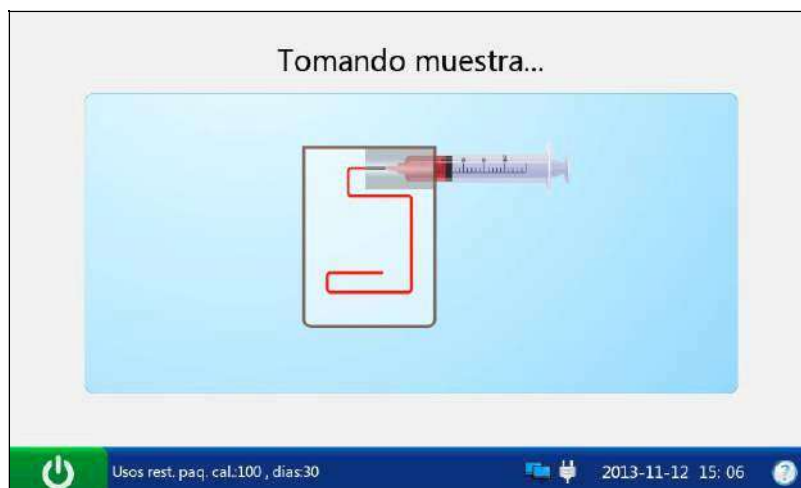 Tomando muestra...
Usos rest. paq. cal.:100 , dias:30
2013-11-12 15: 06
?